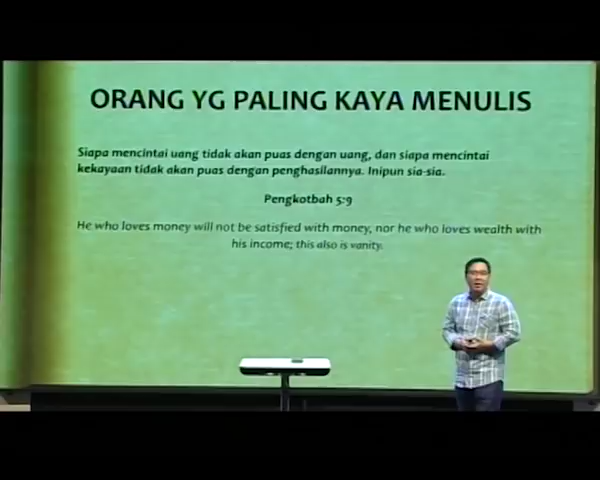 ORANG YG PALING KAYA MENULIS
Siapa mencintai uang tidak akan puas dengan uang, dan siapa mencintai
kekayaan tidak akan puas dengan penghasilannya. Inipun sia-sia.
Pengkotbah 5:9
He who loves money will not be satisfied with money, nor he who loves wealth with
his income; this also is vanity.